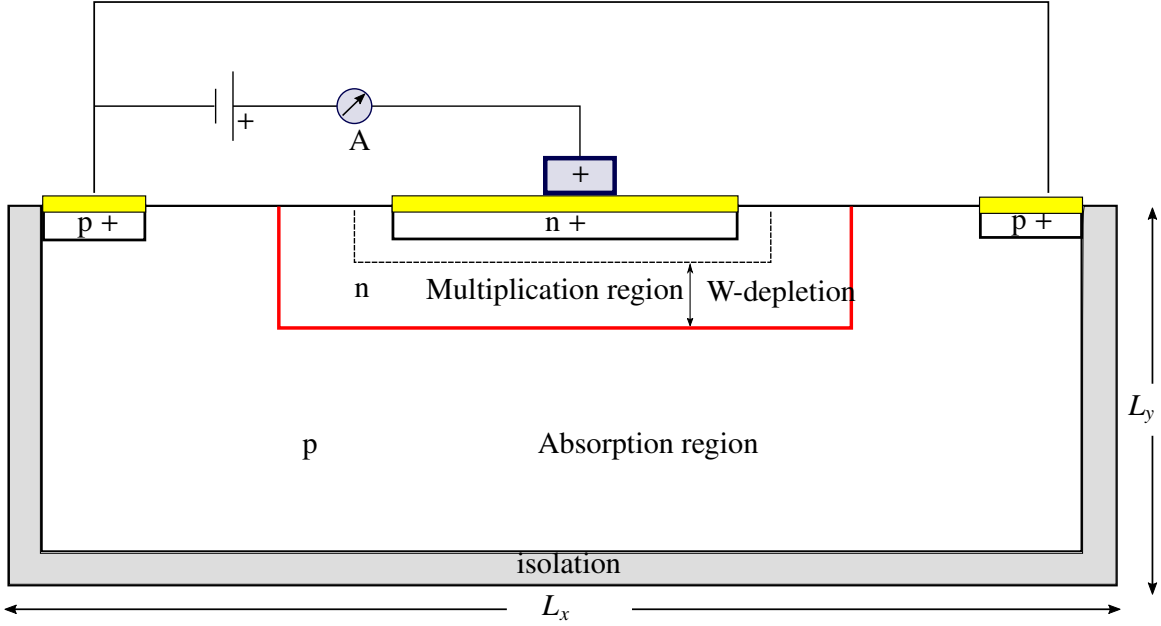 +
A
+
p +
n +
p +
n
Multiplication region
W-depletion
L_y
p
Absorption region
isolation
L_x